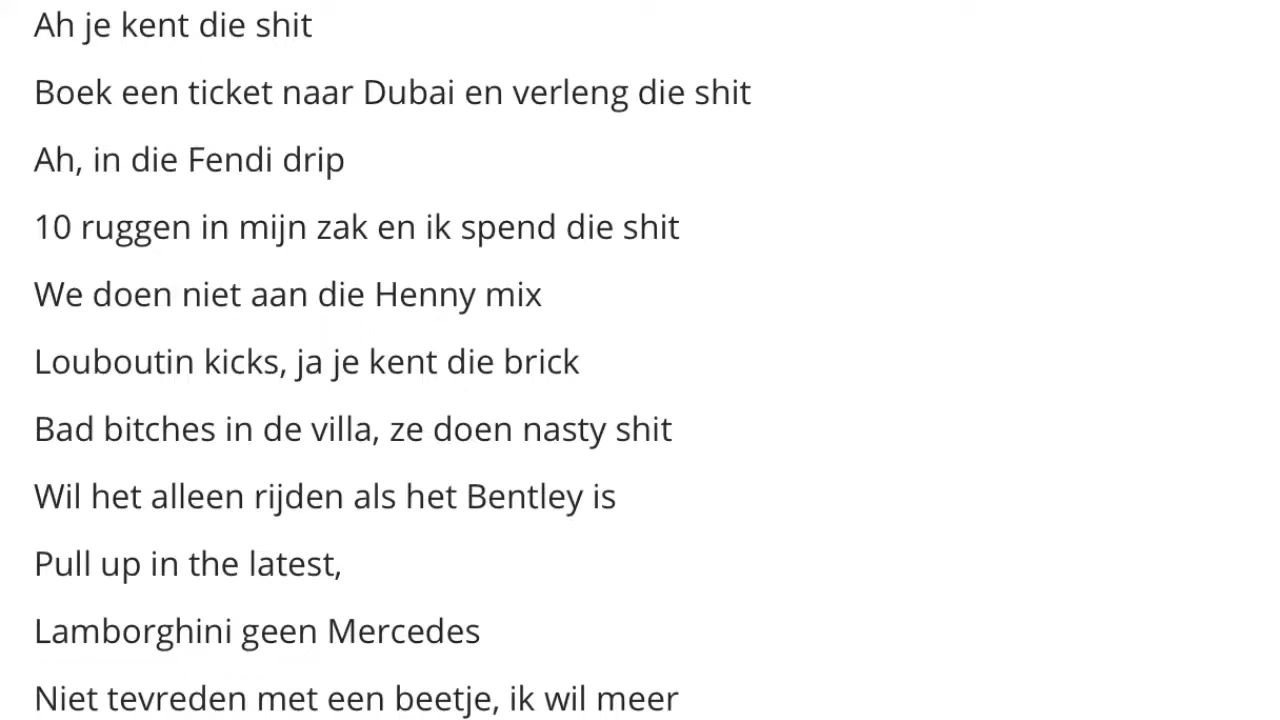 Ah je kent die shit
Boek een ticket naar Dubai en verleng die shit
Ah, in die Fendi drip
10 ruggen in mijn zak en ik spend die shit
We doen niet aan die Henny mix
Louboutin kicks, ja je kent die brick
Bad bitches in de villa, ze doen nasty shit
Wil het alleen rijden als het Bentley is
Pull up in the latest,
Lamborghini geen Mercedes
Niet tevreden met een beetje, ik wil meer